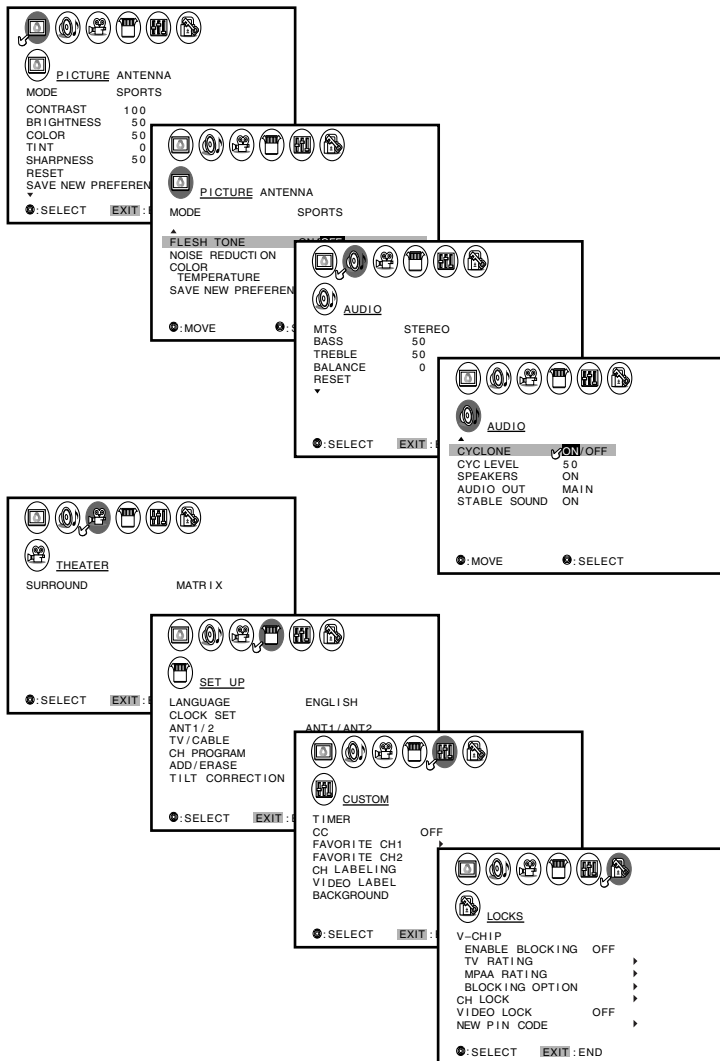 PICTURE ANTENNA
MODE SPORTS
CONTRAST 100
BRIGHTNESS 50
COLOR 50
TINT 0
SHARPNESS 50
RESET
SAVE NEW PREFEREN
:SELECT EXIT :
PICTURE ANTENNA
MODE SPORTS
FLESH TONE ON/OFF
NOISE REDUCTION
COLOR
TEMPERATURE
SAVE NEW PREFEREN
:MOVE :
AUDIO
MTS STEREO
BASS 50
TREBLE 50
BALANCE 0
RESET
:SELECT EXIT :
AUDIO
CYCLONE ON/OFF
CYC LEVEL 50
SPEAKERS ON
AUDIO OUT MAIN
STABLE SOUND ON
:MOVE :SELECT
THEATER
SURROUND MATRIX
:SELECT EXIT :
SET UP
LANGUAGE ENGLISH
CLOCK SET
ANT1/2 ANT1/ANT2
TV/CABLE
CH PROGRAM
ADD/ERASE
TILT CORRECTION
:SELECT EXIT :
CUSTOM
TIMER
CC OFF
FAVORITE CH1
FAVORITE CH2
CH LABELING
VIDEO LABEL
BACKGROUND
:SELECT EXIT :
LOCKS
V-CHIP
ENABLE BLOCKING OFF
TV RATING
MPAA RATING
BLOCKING OPTION
CH LOCK
VIDEO LOCK OFF
NEW PIN CODE
:SELECT EXIT :END